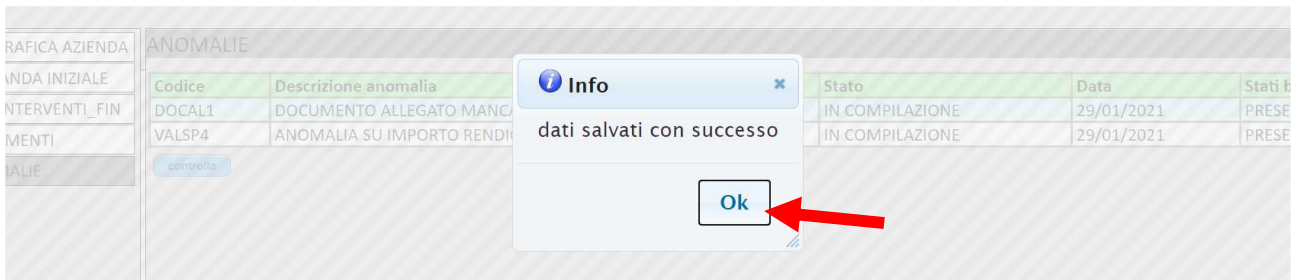 RAFICA AZIENDA
ANDA INIZIALE
NTERVENTI_FIN
MENTI
ALIE
ANOMALIE
Codice Descrizione anomalia Stato Data Stati b
DOCAL1 DOCUMENTO ALLEGATO MANCA IN COMPILAZIONE 29/01/2021 PRESE
VALSP4 ANOMALIA SU IMPORTO RENDI IN COMPILAZIONE 29/01/2021 PRESE
controlla
Info
dati salvati con successo
Ok